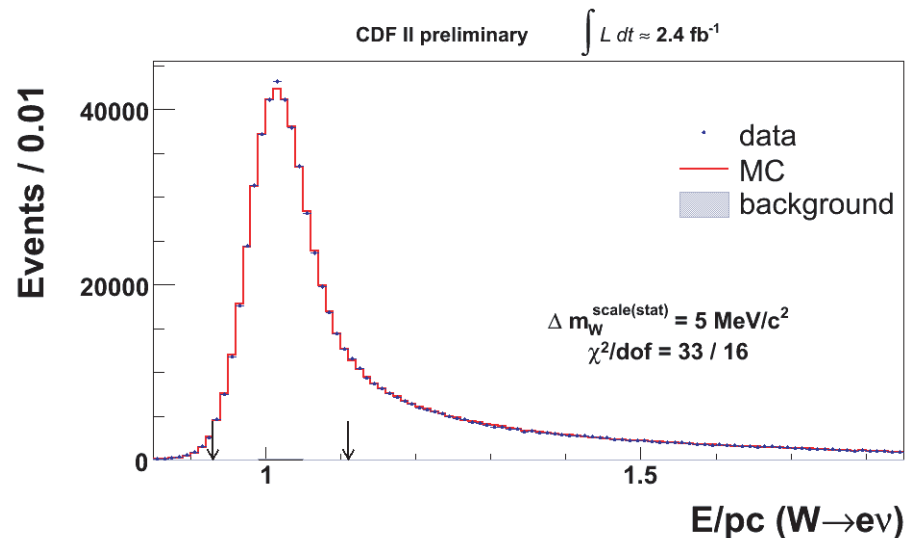 CDF II preliminary ∫ L dt ≈ 2.4 fb⁻¹
Events / 0.01
40000
20000
0
data
MC
background
Δ m_W^scale(stat) = 5 MeV/c²
χ²/dof = 33 / 16
1 1.5
E/pc (W→eν)